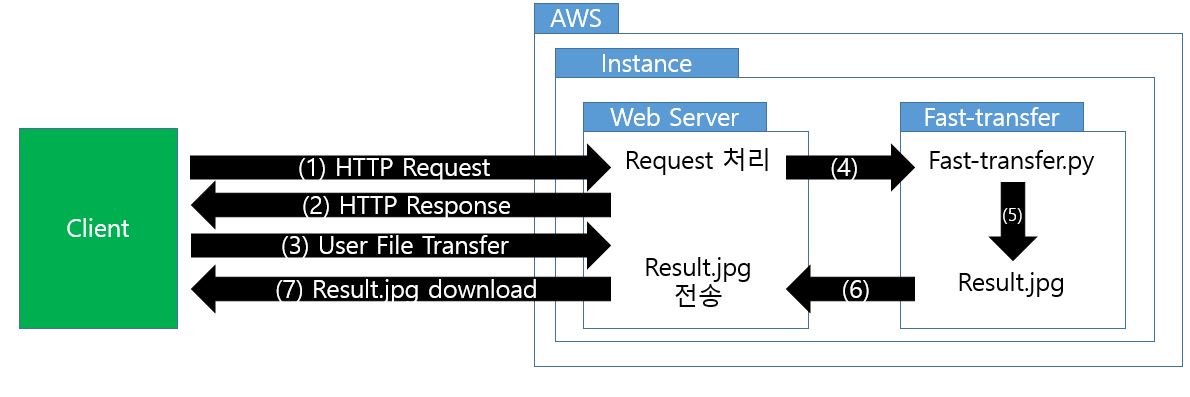 AWS
Instance
Web Server
Fast-transfer
(1) HTTP Request
Request 처리
(4)
Fast-transfer.py
(2) HTTP Response
(5)
Client
(3) User File Transfer
Result.jpg
전송
(7) Result.jpg download
(6)
Result.jpg